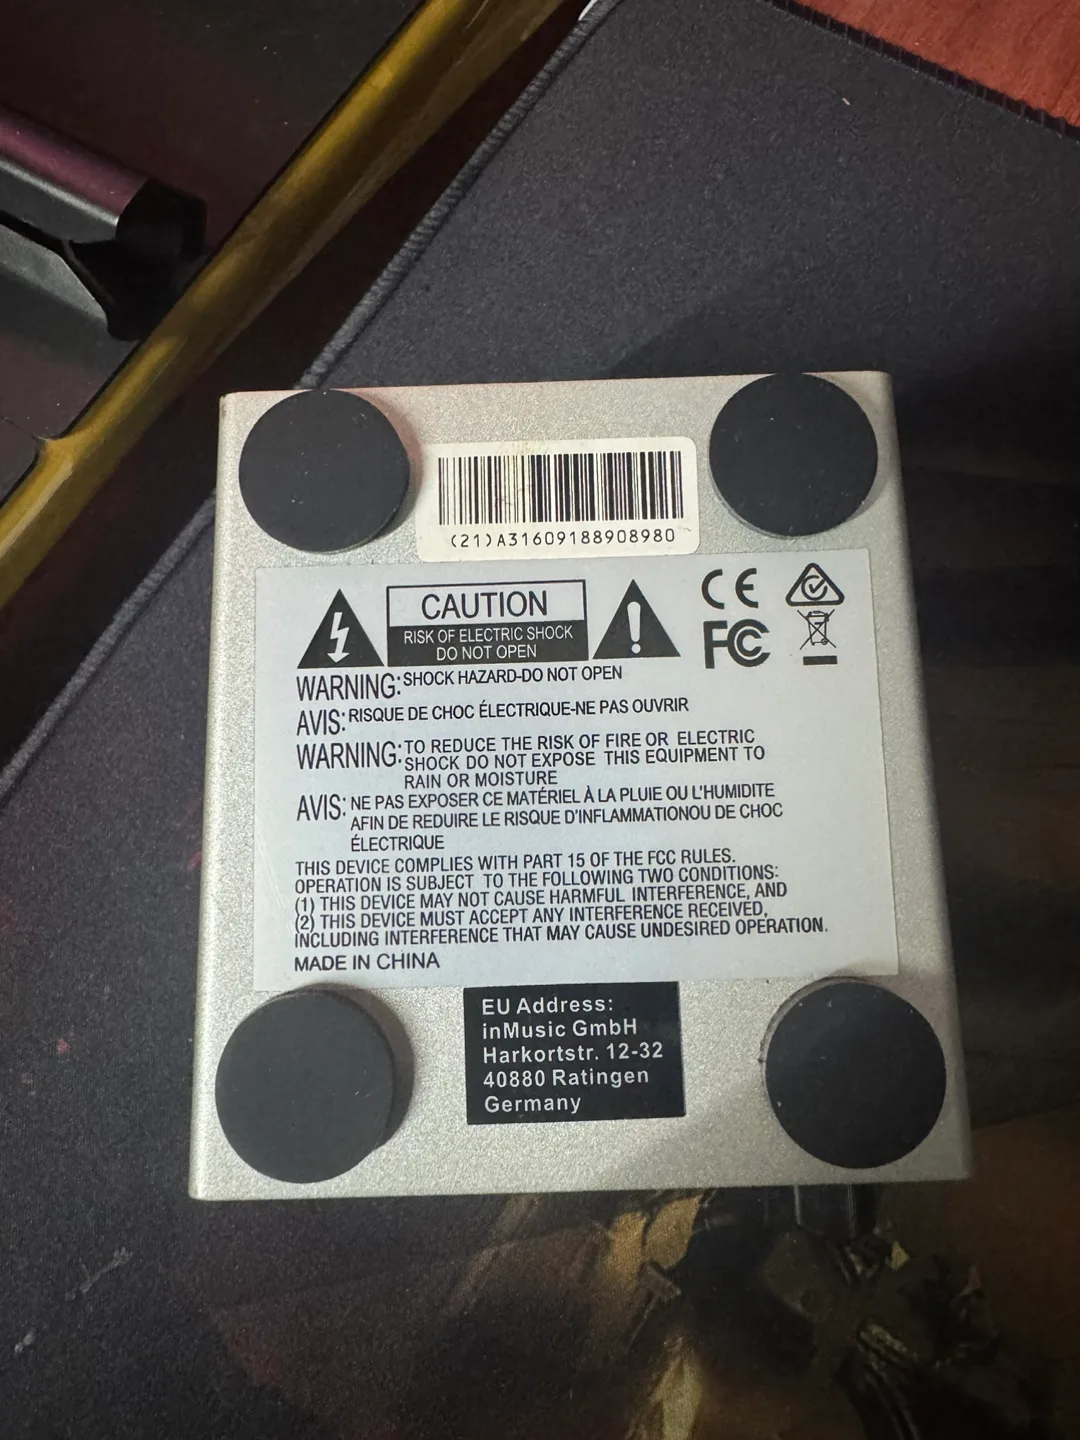 (21)A31609188908980
CAUTION
RISK OF ELECTRIC SHOCK
DO NOT OPEN
CE
FC
WARNING: SHOCK HAZARD-DO NOT OPEN
AVIS: RISQUE DE CHOC ÉLECTRIQUE-NE PAS OUVRIR
WARNING: TO REDUCE THE RISK OF FIRE OR ELECTRIC
SHOCK DO NOT EXPOSE THIS EQUIPMENT TO
RAIN OR MOISTURE
AVIS: NE PAS EXPOSER CE MATÉRIEL À LA PLUIE OU L'HUMIDITE
AFIN DE REDUIRE LE RISQUE D'INFLAMMATIONOU DE CHOC
ÉLECTRIQUE
THIS DEVICE COMPLIES WITH PART 15 OF THE FCC RULES.
OPERATION IS SUBJECT TO THE FOLLOWING TWO CONDITIONS:
(1) THIS DEVICE MAY NOT CAUSE HARMFUL INTERFERENCE, AND
(2) THIS DEVICE MUST ACCEPT ANY INTERFERENCE RECEIVED,
INCLUDING INTERFERENCE THAT MAY CAUSE UNDESIRED OPERATION.
MADE IN CHINA
EU Address:
inMusic GmbH
Harkortstr. 12-32
40880 Ratingen
Germany